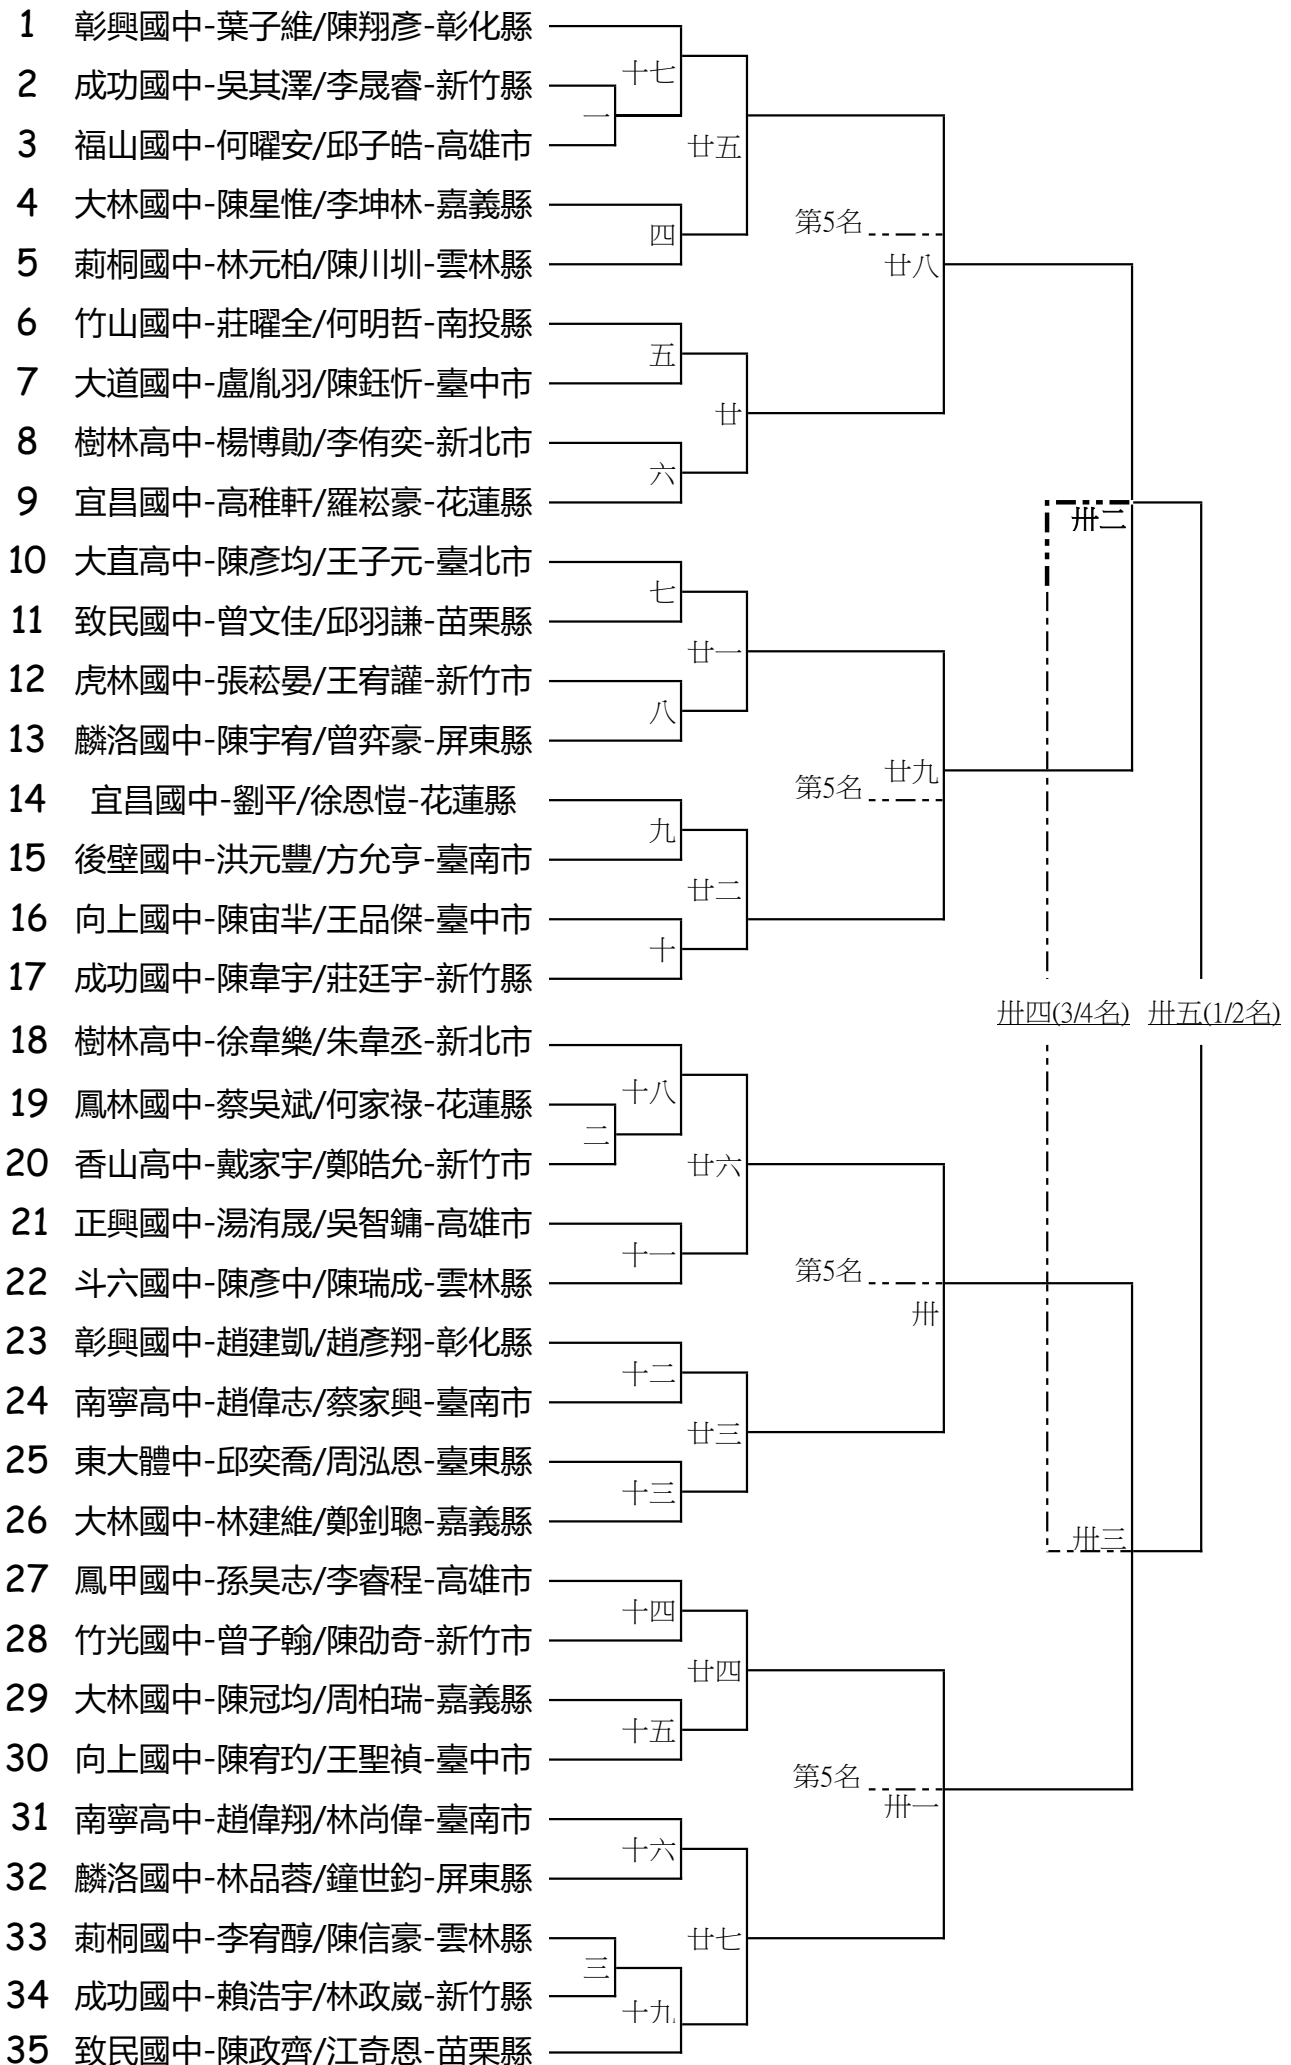 1 彰興國中-葉子維/陳翔彥-彰化縣
十七
2 成功國中-吳其澤/李晟睿-新竹縣
一
3 福山國中-何曜安/邱子皓-高雄市
廿五
4 大林國中-陳星惟/李坤林-嘉義縣
第5名
四
5 莿桐國中-林元柏/陳川圳-雲林縣
廿八
6 竹山國中-莊曜全/何明哲-南投縣
五
7 大道國中-盧胤羽/陳鈺忻-臺中市
廿
8 樹林高中-楊博勛/李侑奕-新北市
六
9 宜昌國中-高稚軒/羅崧豪-花蓮縣
卅二
10 大直高中-陳彥均/王子元-臺北市
七
11 致民國中-曾文佳/邱羽謙-苗栗縣
廿一
12 虎林國中-張菘晏/王宥讙-新竹市
八
13 麟洛國中-陳宇宥/曾弈豪-屏東縣
廿九
第5名
14 宜昌國中-劉平/徐恩愷-花蓮縣
九
15 後壁國中-洪元豐/方允亨-臺南市
廿二
16 向上國中-陳宙芈/王品傑-臺中市
十
17 成功國中-陳韋宇/莊廷宇-新竹縣
卅四(3/4名) 卅五(1/2名)
18 樹林高中-徐韋樂/朱韋丞-新北市
十八
19 鳳林國中-蔡吳斌/何家祿-花蓮縣
二
20 香山高中-戴家宇/鄭皓允-新竹市
廿六
21 正興國中-湯洧晟/吳智鏞-高雄市
十一
第5名
22 斗六國中-陳彥中/陳瑞成-雲林縣
卅
23 彰興國中-趙建凱/趙彥翔-彰化縣
十二
24 南寧高中-趙偉志/蔡家興-臺南市
廿三
25 東大體中-邱奕喬/周泓恩-臺東縣
十三
26 大林國中-林建維/鄭釗聰-嘉義縣
卅三
27 鳳甲國中-孫昊志/李睿程-高雄市
十四
28 竹光國中-曾子翰/陳劭奇-新竹市
廿四
29 大林國中-陳冠均/周柏瑞-嘉義縣
十五
30 向上國中-陳宥玓/王聖禎-臺中市
第5名
卅一
31 南寧高中-趙偉翔/林尚偉-臺南市
十六
32 麟洛國中-林品蓉/鐘世鈞-屏東縣
33 莿桐國中-李宥醇/陳信豪-雲林縣
廿七
三
34 成功國中-賴浩宇/林政崴-新竹縣
十九
35 致民國中-陳政齊/江奇恩-苗栗縣